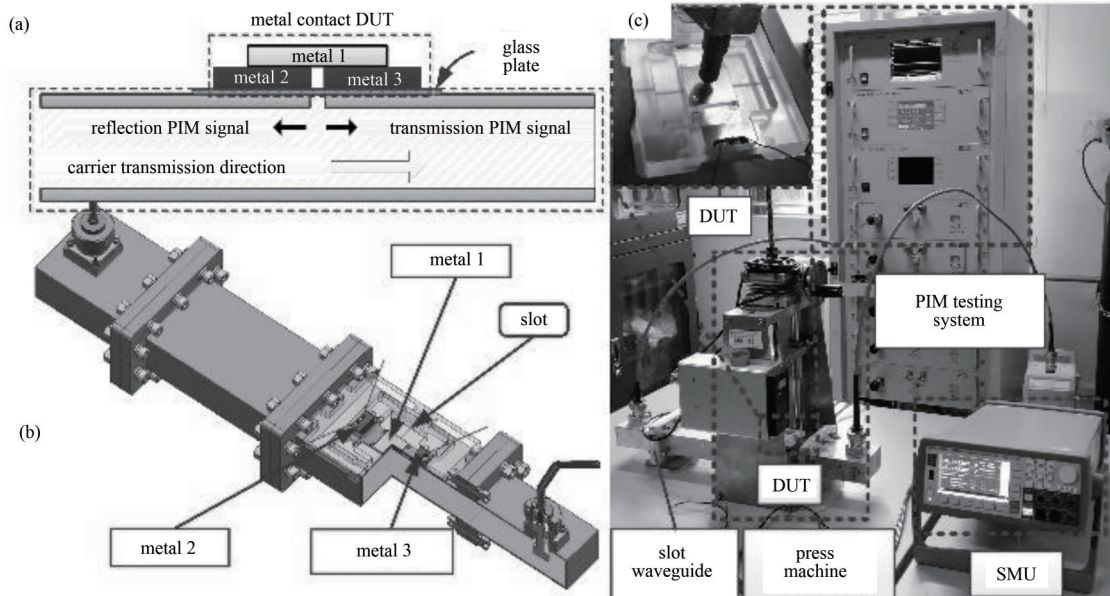 (a)
metal contact DUT
metal 1
metal 2
metal 3
glass
plate
reflection PIM signal
transmission PIM signal
carrier transmission direction
(b)
metal 1
slot
metal 2
metal 3
(c)
DUT
PIM testing
system
DUT
slot
waveguide
press
machine
SMU